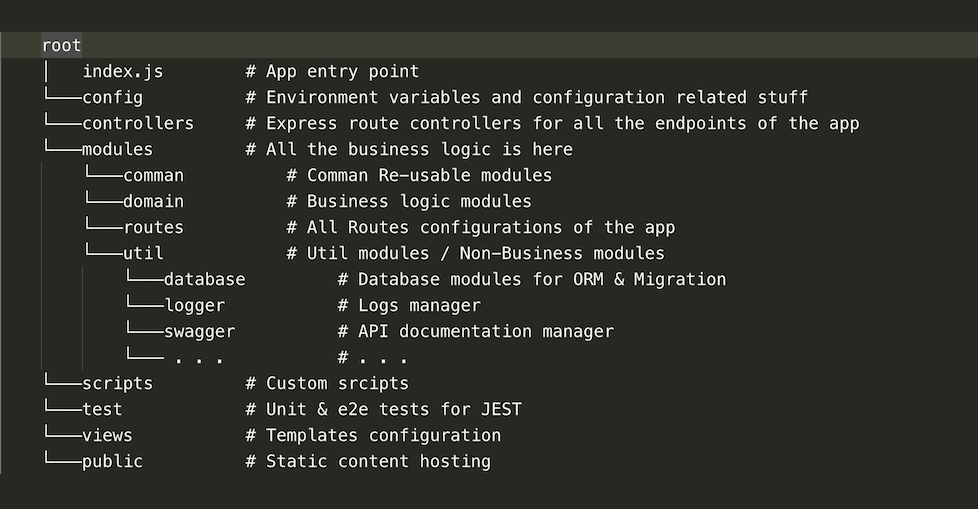 root
│   index.js        # App entry point
└───config          # Environment variables and configuration related stuff
└───controllers     # Express route controllers for all the endpoints of the app
└───modules         # All the business logic is here
    └───comman          # Comman Re-usable modules
    └───domain          # Business logic modules
    └───routes          # All Routes configurations of the app
    └───util            # Util modules / Non-Business modules
        └───database         # Database modules for ORM & Migration
        └───logger           # Logs manager
        └───swagger          # API documentation manager
        └─── . . .           # . . .
└───scripts         # Custom srcipts
└───test            # Unit & e2e tests for JEST
└───views           # Templates configuration
└───public          # Static content hosting